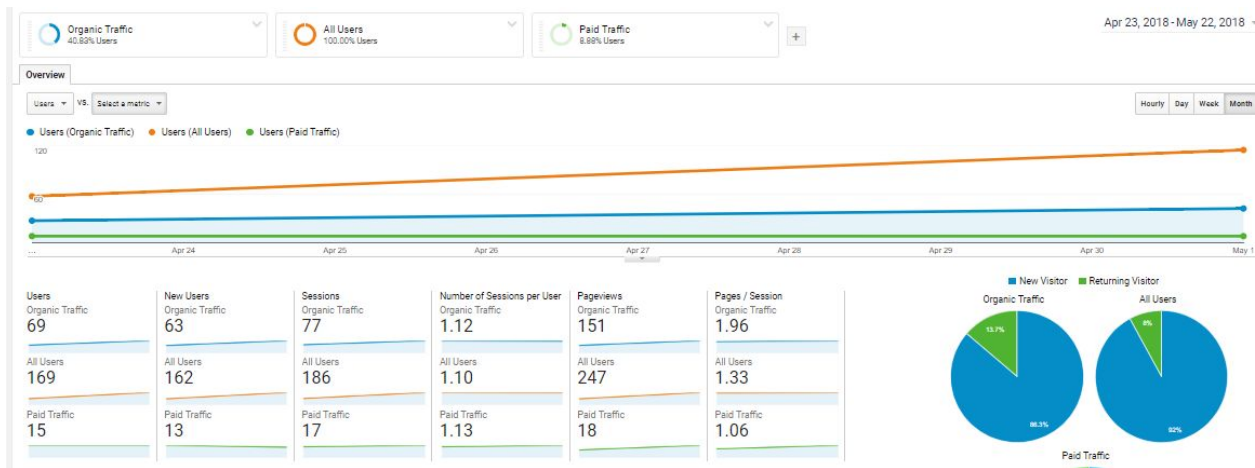 Organic Traffic
40.83% Users
All Users
100.00% Users
Paid Traffic
8.88% Users
+
Apr 23, 2018 - May 22, 2018
Overview
Users VS. Select a metric
Hourly Day Week Month
Users (Organic Traffic) Users (All Users) Users (Paid Traffic)
120
60
... Apr 24 Apr 25 Apr 26 Apr 27 Apr 28 Apr 29 Apr 30 May 1
New Visitor Returning Visitor
Users
Organic Traffic
69
All Users
169
Paid Traffic
15
New Users
Organic Traffic
63
All Users
162
Paid Traffic
13
Sessions
Organic Traffic
77
All Users
186
Paid Traffic
17
Number of Sessions per User
Organic Traffic
1.12
All Users
1.10
Paid Traffic
1.13
Pageviews
Organic Traffic
151
All Users
247
Paid Traffic
18
Pages / Session
Organic Traffic
1.96
All Users
1.33
Paid Traffic
1.06
Organic Traffic
13.7%
86.3%
All Users
8%
92%
Paid Traffic